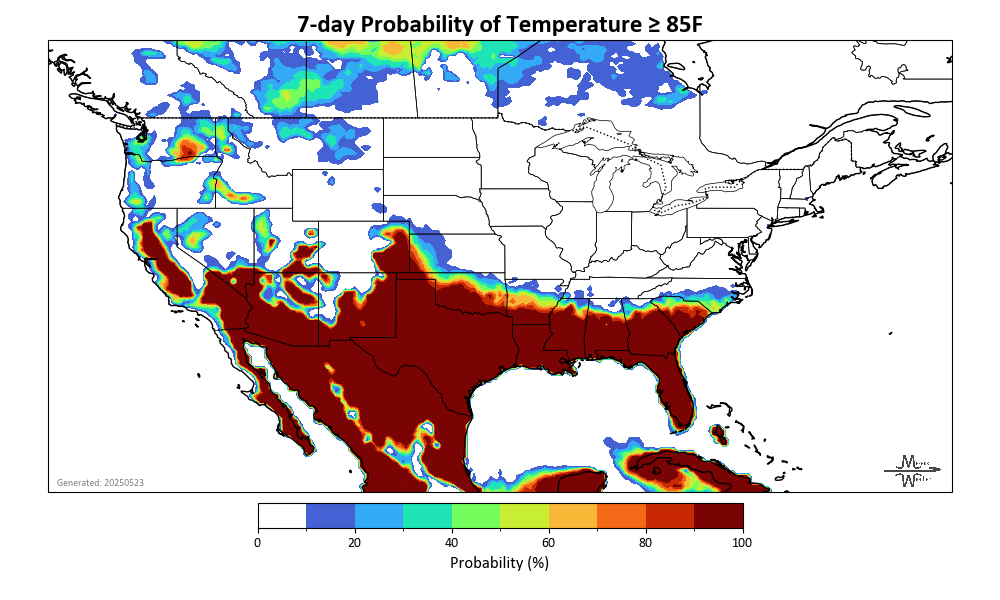 7-day Probability of Temperature ≥ 85F
Generated: 20250523
0 20 40 60 80 100
Probability (%)